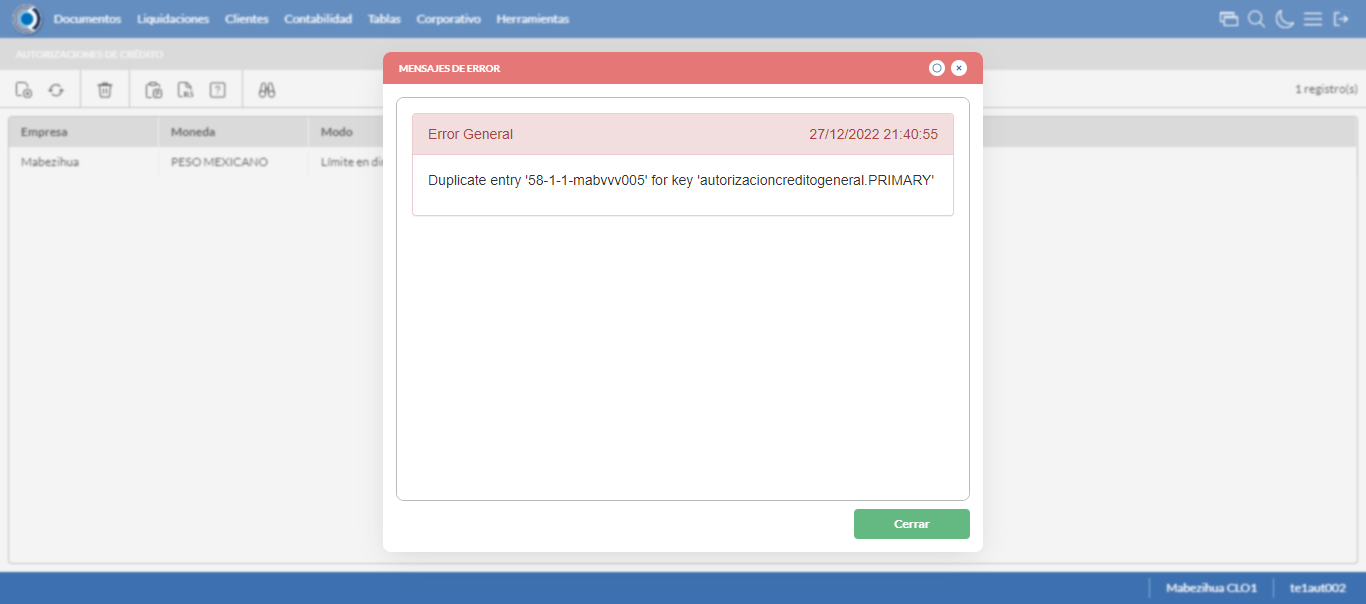 Documentos Liquidaciones Clientes Contabilidad Tablas Corporativo Herramientas
AUTORIZACIONES DE CRÉDITO
MENSAJES DE ERROR
1 registro(s)
Empresa Moneda Modo
Mabezihua PESO MEXICANO Límite en di
Error General 27/12/2022 21:40:55
Duplicate entry '58-1-1-mabvvv005' for key 'autorizacioncreditogeneral.PRIMARY'
Cerrar
Mabezihua CLO1 te1aut002